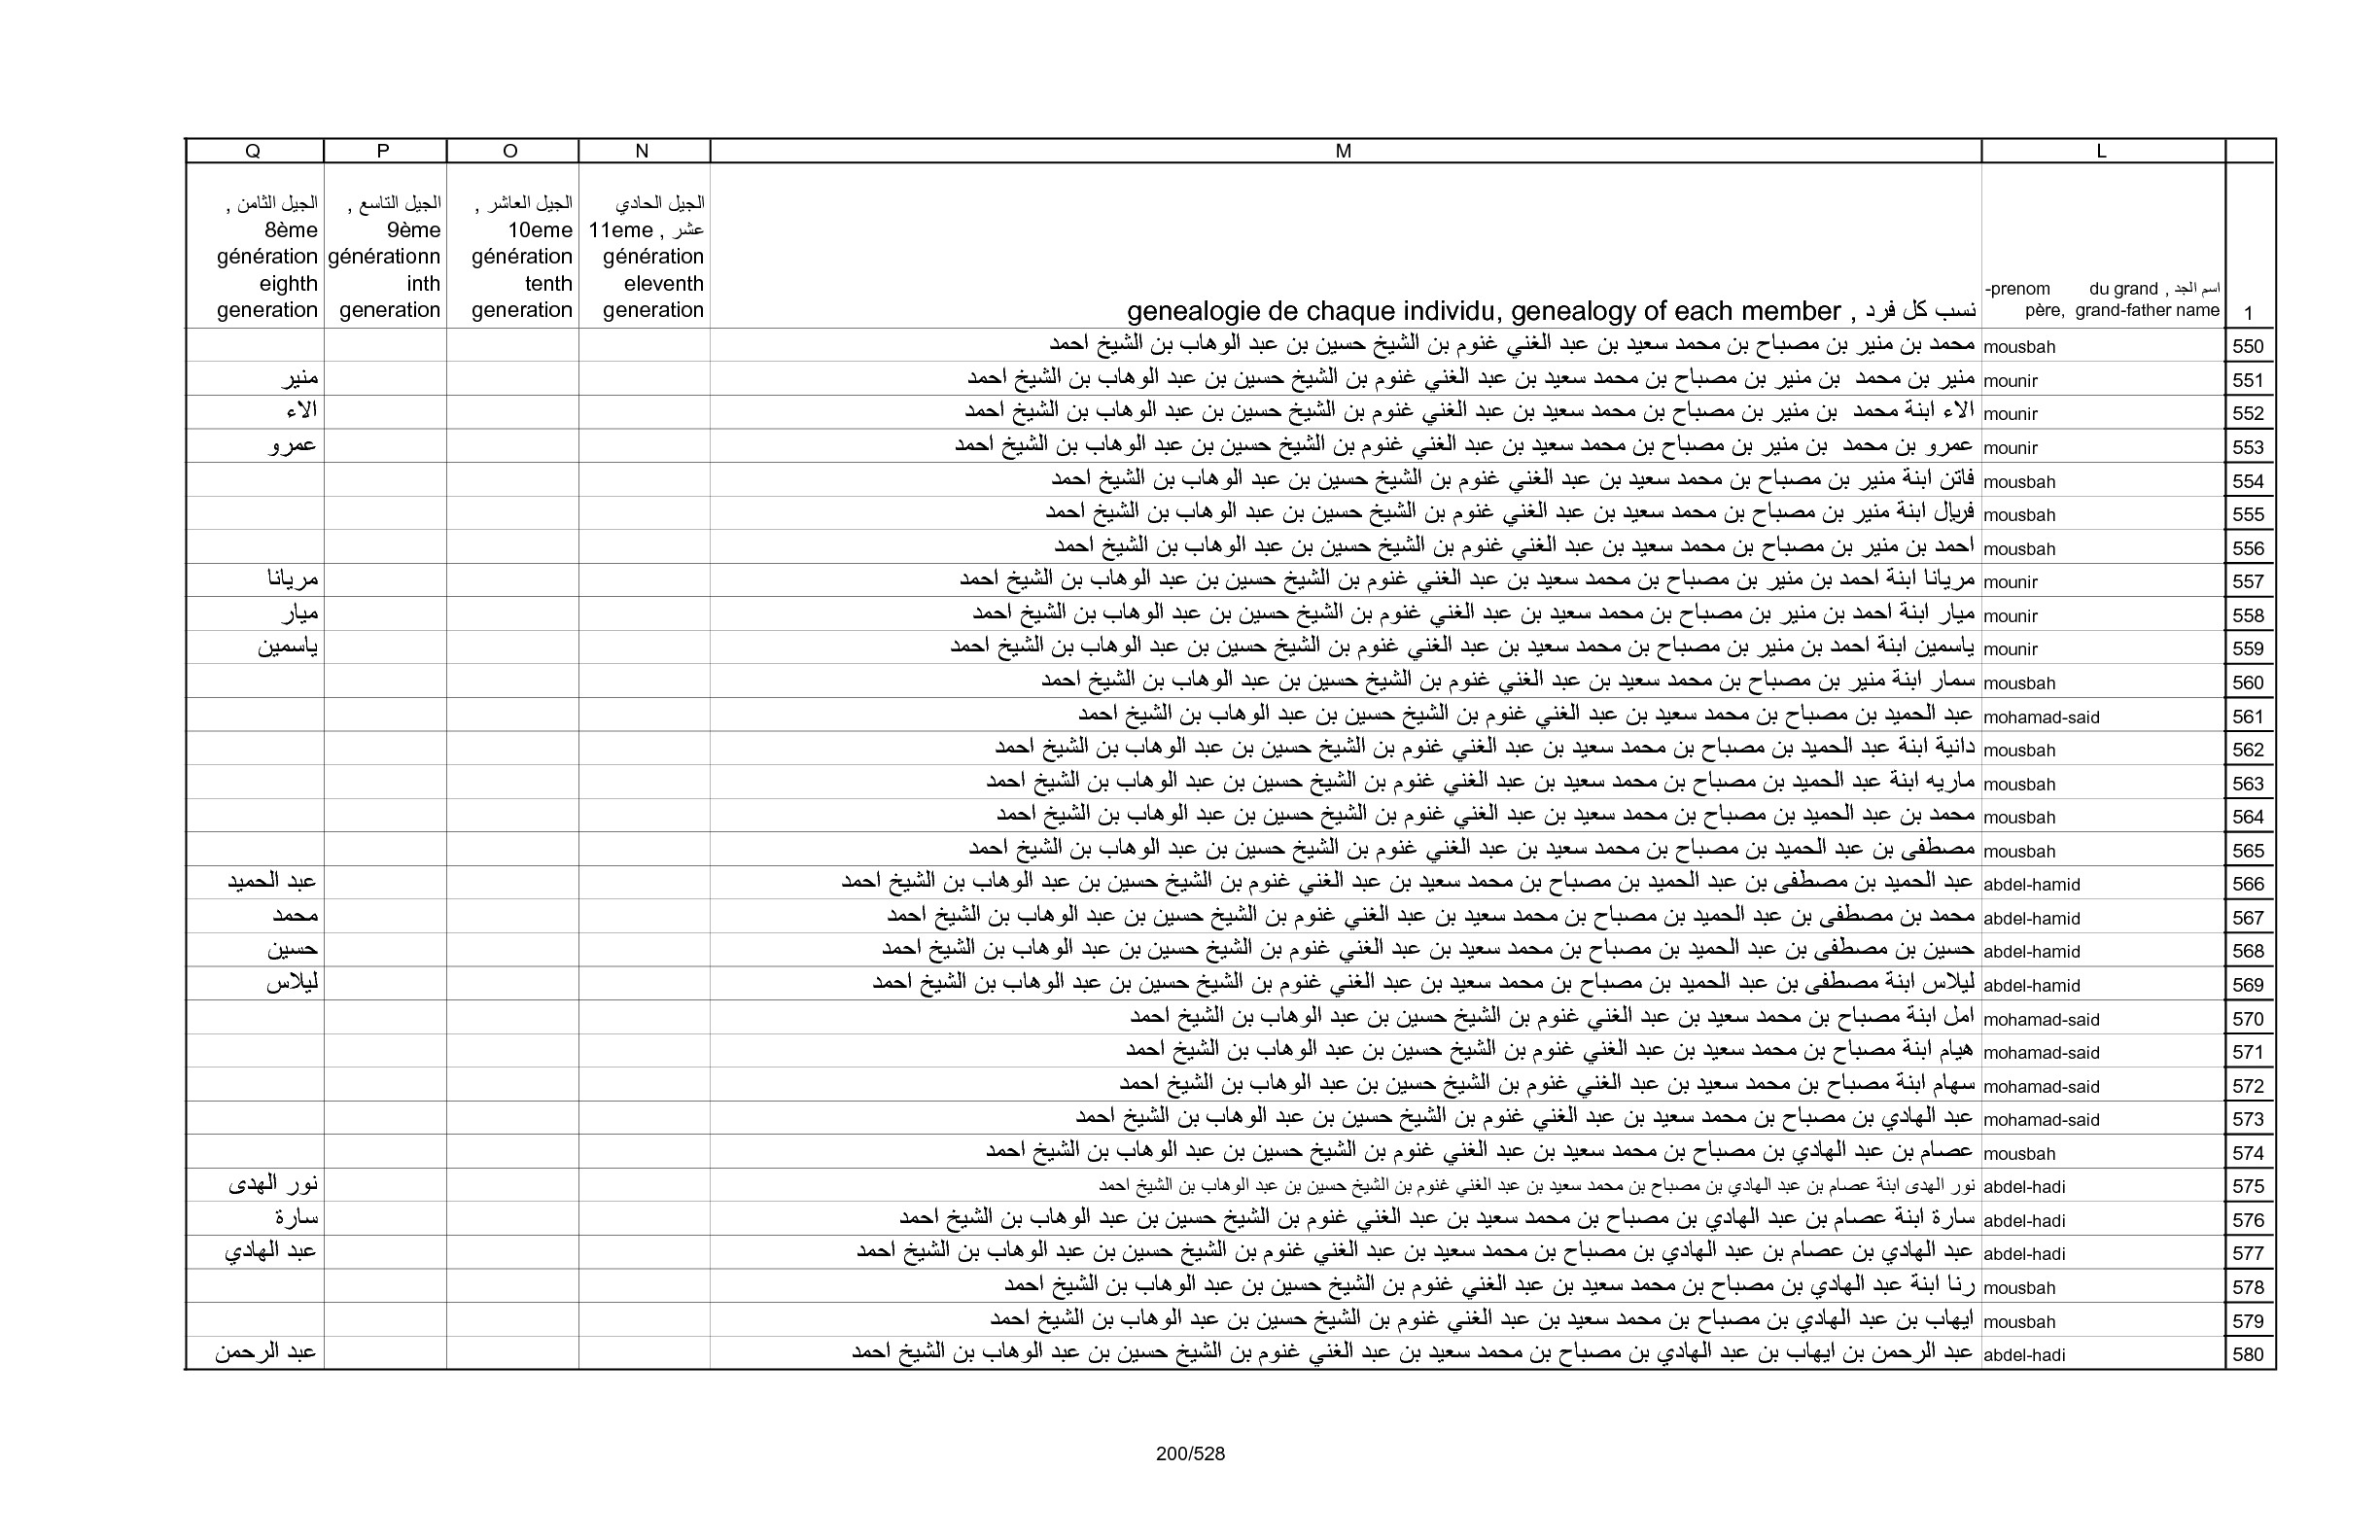 Q P O N M L
الجيل الثامن , 8ème génération eighth generation
الجيل التاسع , 9ème générationn inth generation
الجيل العاشر , 10eme génération tenth generation
الجيل الحادي عشر , 11eme génération eleventh generation
نسب كل فرد , genealogie de chaque individu, genealogy of each member
اسم الجد , du grand -prenom père, grand-father name
1
550 mousbah محمد بن منير بن مصباح بن محمد سعيد بن عبد الغني غنوم بن الشيخ حسين بن عبد الوهاب بن الشيخ احمد
551 mounir منير بن محمد بن منير بن مصباح بن محمد سعيد بن عبد الغني غنوم بن الشيخ حسين بن عبد الوهاب بن الشيخ احمد منير
552 mounir الاء ابنة محمد بن منير بن مصباح بن محمد سعيد بن عبد الغني غنوم بن الشيخ حسين بن عبد الوهاب بن الشيخ احمد الاء
553 mounir عمرو بن محمد بن منير بن مصباح بن محمد سعيد بن عبد الغني غنوم بن الشيخ حسين بن عبد الوهاب بن الشيخ احمد عمرو
554 mousbah فاتن ابنة منير بن مصباح بن محمد سعيد بن عبد الغني غنوم بن الشيخ حسين بن عبد الوهاب بن الشيخ احمد
555 mousbah فريال ابنة منير بن مصباح بن محمد سعيد بن عبد الغني غنوم بن الشيخ حسين بن عبد الوهاب بن الشيخ احمد
556 mousbah احمد بن منير بن مصباح بن محمد سعيد بن عبد الغني غنوم بن الشيخ حسين بن عبد الوهاب بن الشيخ احمد
557 mounir مريانا ابنة احمد بن منير بن مصباح بن محمد سعيد بن عبد الغني غنوم بن الشيخ حسين بن عبد الوهاب بن الشيخ احمد مريانا
558 mounir ميار ابنة احمد بن منير بن مصباح بن محمد سعيد بن عبد الغني غنوم بن الشيخ حسين بن عبد الوهاب بن الشيخ احمد ميار
559 mounir ياسمين ابنة احمد بن منير بن مصباح بن محمد سعيد بن عبد الغني غنوم بن الشيخ حسين بن عبد الوهاب بن الشيخ احمد ياسمين
560 mousbah سمار ابنة منير بن مصباح بن محمد سعيد بن عبد الغني غنوم بن الشيخ حسين بن عبد الوهاب بن الشيخ احمد
561 mohamad-said عبد الحميد بن مصباح بن محمد سعيد بن عبد الغني غنوم بن الشيخ حسين بن عبد الوهاب بن الشيخ احمد
562 mousbah دانية ابنة عبد الحميد بن مصباح بن محمد سعيد بن عبد الغني غنوم بن الشيخ حسين بن عبد الوهاب بن الشيخ احمد
563 mousbah ماريه ابنة عبد الحميد بن مصباح بن محمد سعيد بن عبد الغني غنوم بن الشيخ حسين بن عبد الوهاب بن الشيخ احمد
564 mousbah محمد بن عبد الحميد بن مصباح بن محمد سعيد بن عبد الغني غنوم بن الشيخ حسين بن عبد الوهاب بن الشيخ احمد
565 mousbah مصطفى بن عبد الحميد بن مصباح بن محمد سعيد بن عبد الغني غنوم بن الشيخ حسين بن عبد الوهاب بن الشيخ احمد
566 abdel-hamid عبد الحميد بن مصطفى بن عبد الحميد بن مصباح بن محمد سعيد بن عبد الغني غنوم بن الشيخ حسين بن عبد الوهاب بن الشيخ احمد عبد الحميد
567 abdel-hamid محمد بن مصطفى بن عبد الحميد بن مصباح بن محمد سعيد بن عبد الغني غنوم بن الشيخ حسين بن عبد الوهاب بن الشيخ احمد محمد
568 abdel-hamid حسين بن مصطفى بن عبد الحميد بن مصباح بن محمد سعيد بن عبد الغني غنوم بن الشيخ حسين بن عبد الوهاب بن الشيخ احمد حسين
569 abdel-hamid ليلاس ابنة مصطفى بن عبد الحميد بن مصباح بن محمد سعيد بن عبد الغني غنوم بن الشيخ حسين بن عبد الوهاب بن الشيخ احمد ليلاس
570 mohamad-said امل ابنة مصباح بن محمد سعيد بن عبد الغني غنوم بن الشيخ حسين بن عبد الوهاب بن الشيخ احمد
571 mohamad-said هيام ابنة مصباح بن محمد سعيد بن عبد الغني غنوم بن الشيخ حسين بن عبد الوهاب بن الشيخ احمد
572 mohamad-said سهام ابنة مصباح بن محمد سعيد بن عبد الغني غنوم بن الشيخ حسين بن عبد الوهاب بن الشيخ احمد
573 mohamad-said عبد الهادي بن مصباح بن محمد سعيد بن عبد الغني غنوم بن الشيخ حسين بن عبد الوهاب بن الشيخ احمد
574 mousbah عصام بن عبد الهادي بن مصباح بن محمد سعيد بن عبد الغني غنوم بن الشيخ حسين بن عبد الوهاب بن الشيخ احمد
575 abdel-hadi نور الهدى ابنة عصام بن عبد الهادي بن مصباح بن محمد سعيد بن عبد الغني غنوم بن الشيخ حسين بن عبد الوهاب بن الشيخ احمد نور الهدى
576 abdel-hadi سارة ابنة عصام بن عبد الهادي بن مصباح بن محمد سعيد بن عبد الغني غنوم بن الشيخ حسين بن عبد الوهاب بن الشيخ احمد سارة
577 abdel-hadi عبد الهادي بن عصام بن عبد الهادي بن مصباح بن محمد سعيد بن عبد الغني غنوم بن الشيخ حسين بن عبد الوهاب بن الشيخ احمد عبد الهادي
578 mousbah رنا ابنة عبد الهادي بن مصباح بن محمد سعيد بن عبد الغني غنوم بن الشيخ حسين بن عبد الوهاب بن الشيخ احمد
579 mousbah ايهاب بن عبد الهادي بن مصباح بن محمد سعيد بن عبد الغني غنوم بن الشيخ حسين بن عبد الوهاب بن الشيخ احمد
580 abdel-hadi عبد الرحمن بن ايهاب بن عبد الهادي بن مصباح بن محمد سعيد بن عبد الغني غنوم بن الشيخ حسين بن عبد الوهاب بن الشيخ احمد عبد الرحمن
200/528